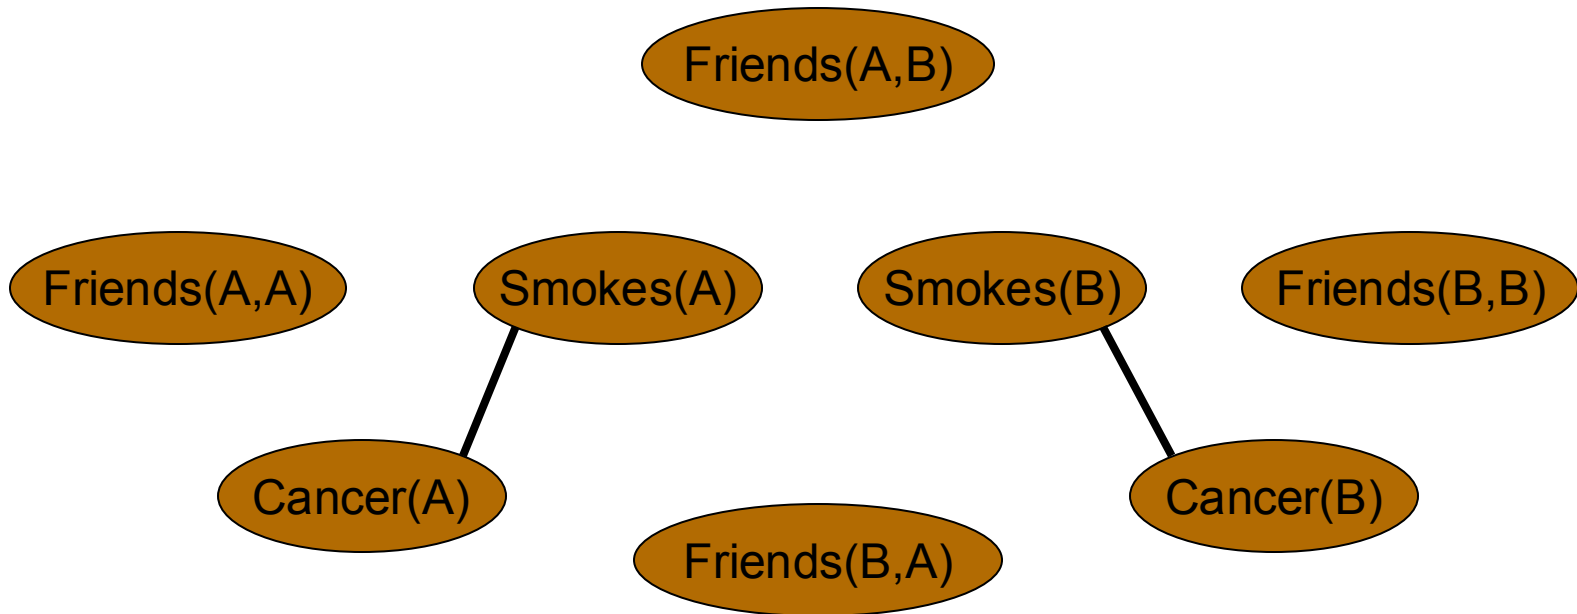 Friends(A,B)
Friends(A,A)
Smokes(A)
Smokes(B)
Friends(B,B)
Cancer(A)
Cancer(B)
Friends(B,A)